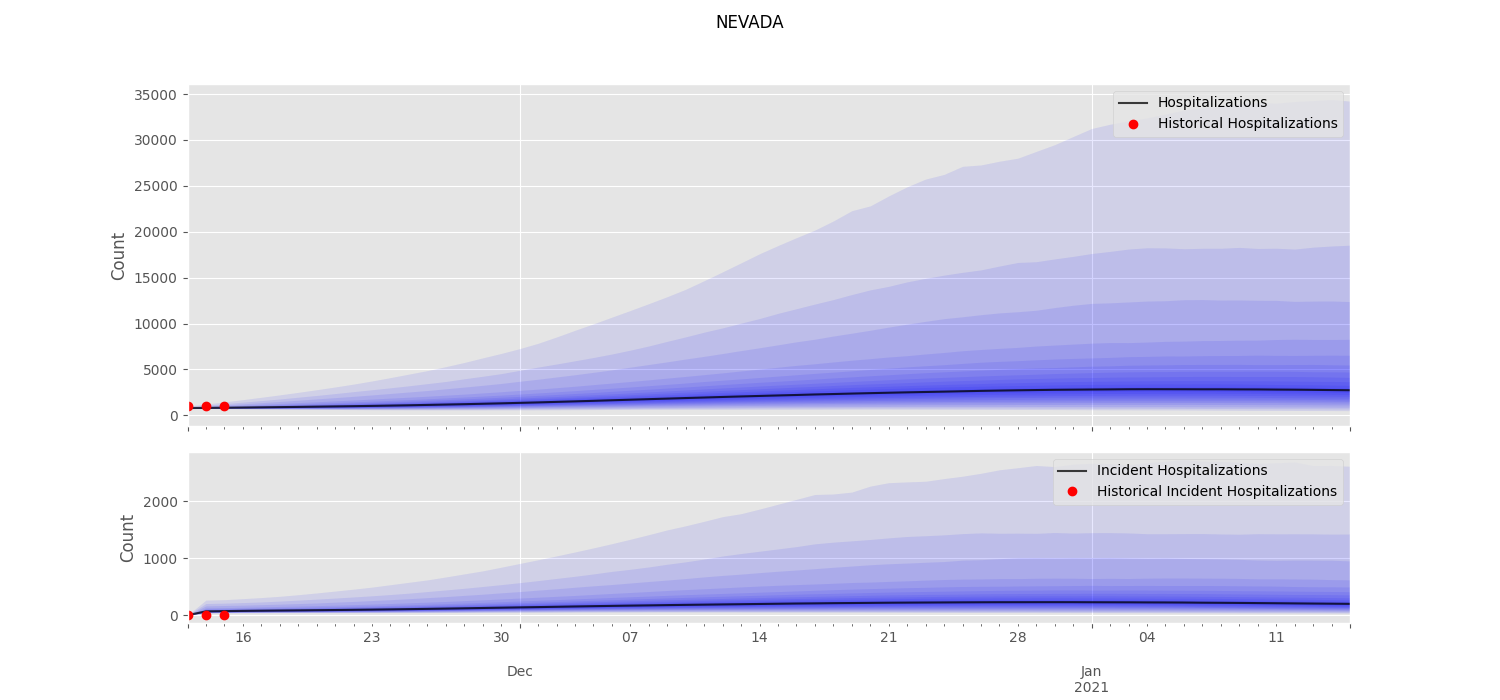 NEVADA
35000
30000
25000
20000
15000
10000
5000
0
Count
Hospitalizations
Historical Hospitalizations
2000
1000
0
Count
Incident Hospitalizations
Historical Incident Hospitalizations
16 23 30 07 14 21 28 04 11
Dec Jan
2021